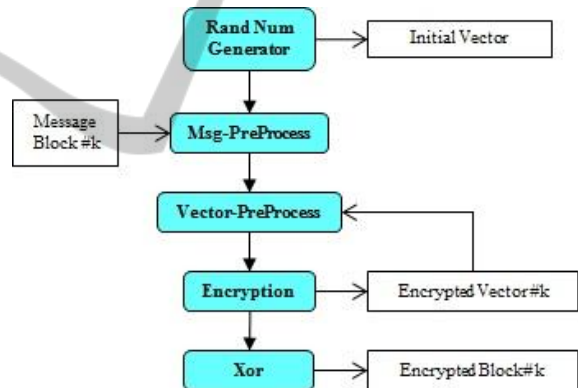 Rand Num
Generator
Initial Vector
Message
Block #k
Msg-PreProcess
Vector-PreProcess
Encryption
Encrypted Vector #k
Xor
Encrypted Block#k